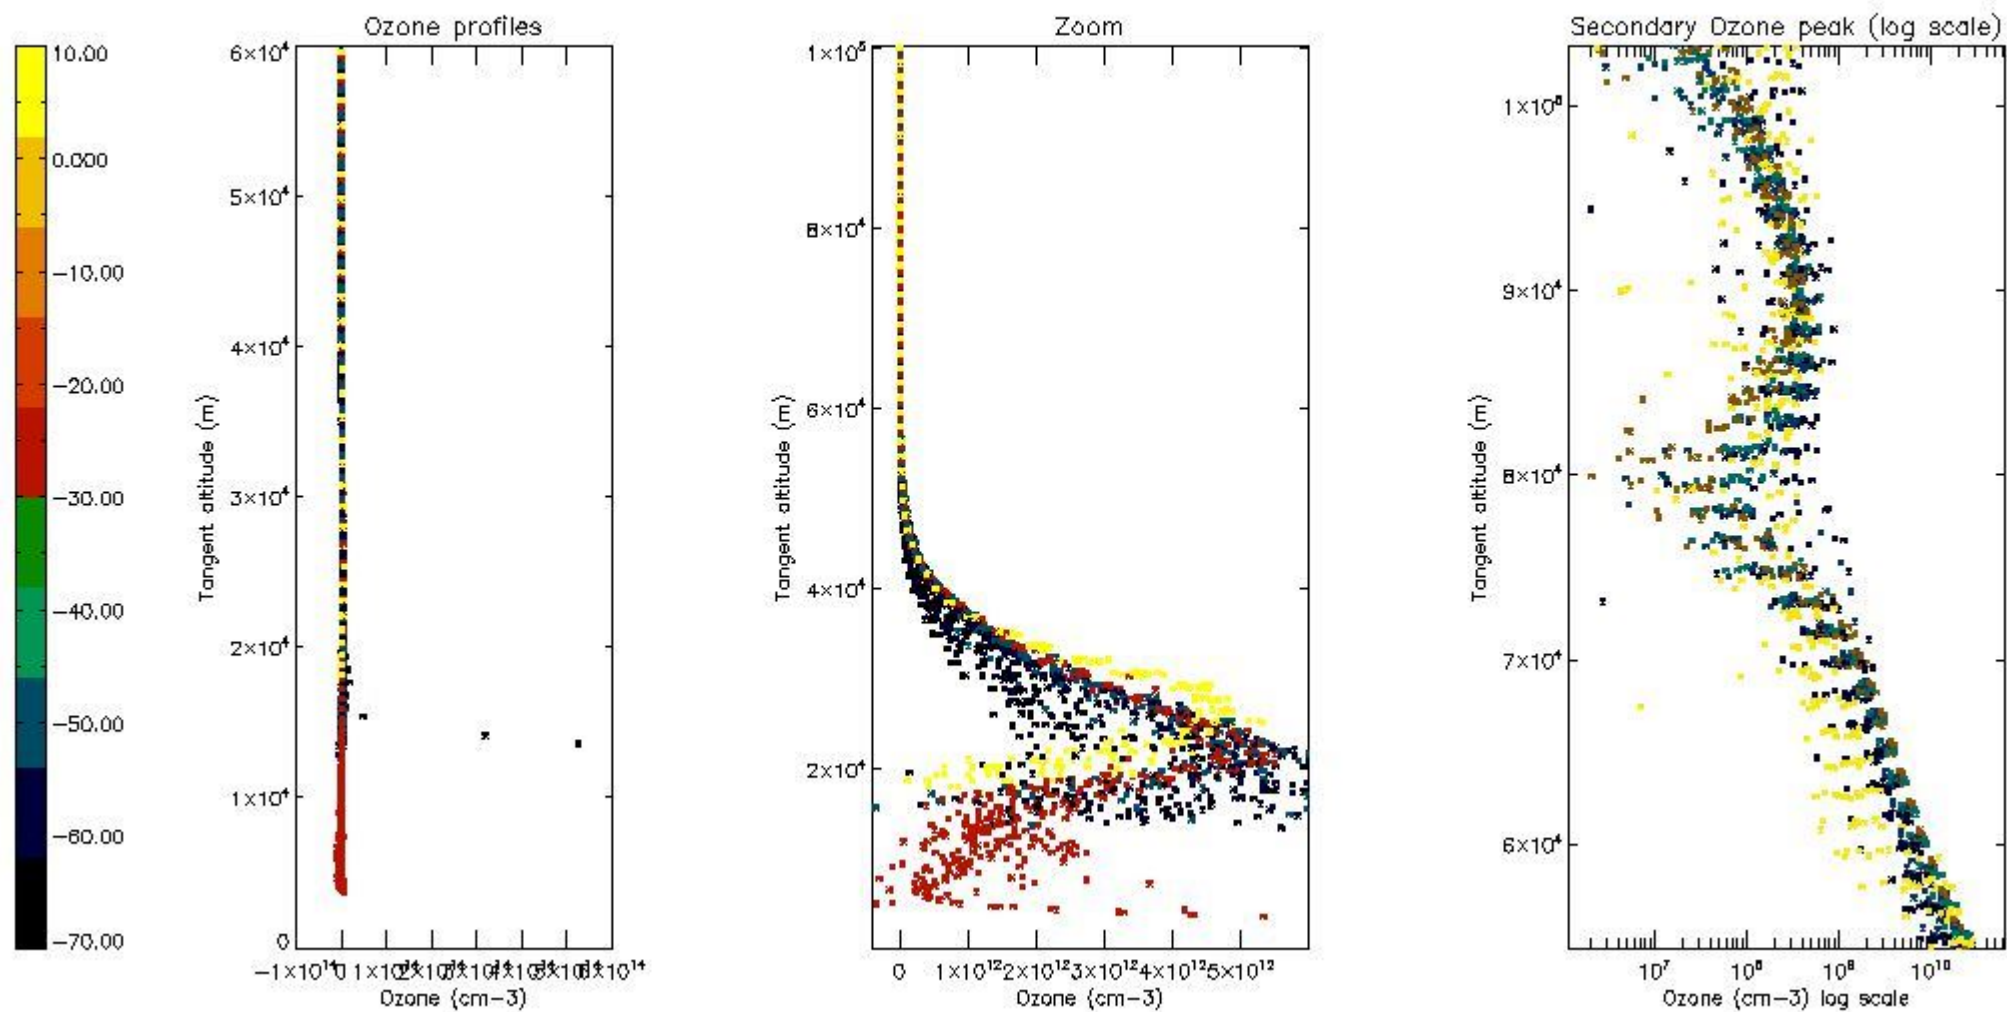 Ozone profiles
Zoom
Secondary Ozone peak (log scale)
10.00
0.000
−10.00
−20.00
−30.00
−40.00
−50.00
−60.00
−70.00
Tangent altitude (m)
6×10⁴
5×10⁴
4×10⁴
3×10⁴
2×10⁴
1×10⁴
0
Ozone (cm−3)
Tangent altitude (m)
1×10⁵
8×10⁴
6×10⁴
4×10⁴
2×10⁴
0 1×10¹² 2×10¹² 3×10¹² 4×10¹² 5×10¹²
Ozone (cm−3)
Tangent altitude (m)
1×10⁵
9×10⁴
8×10⁴
7×10⁴
6×10⁴
10⁷ 10⁸ 10⁹ 10¹⁰
Ozone (cm−3) log scale